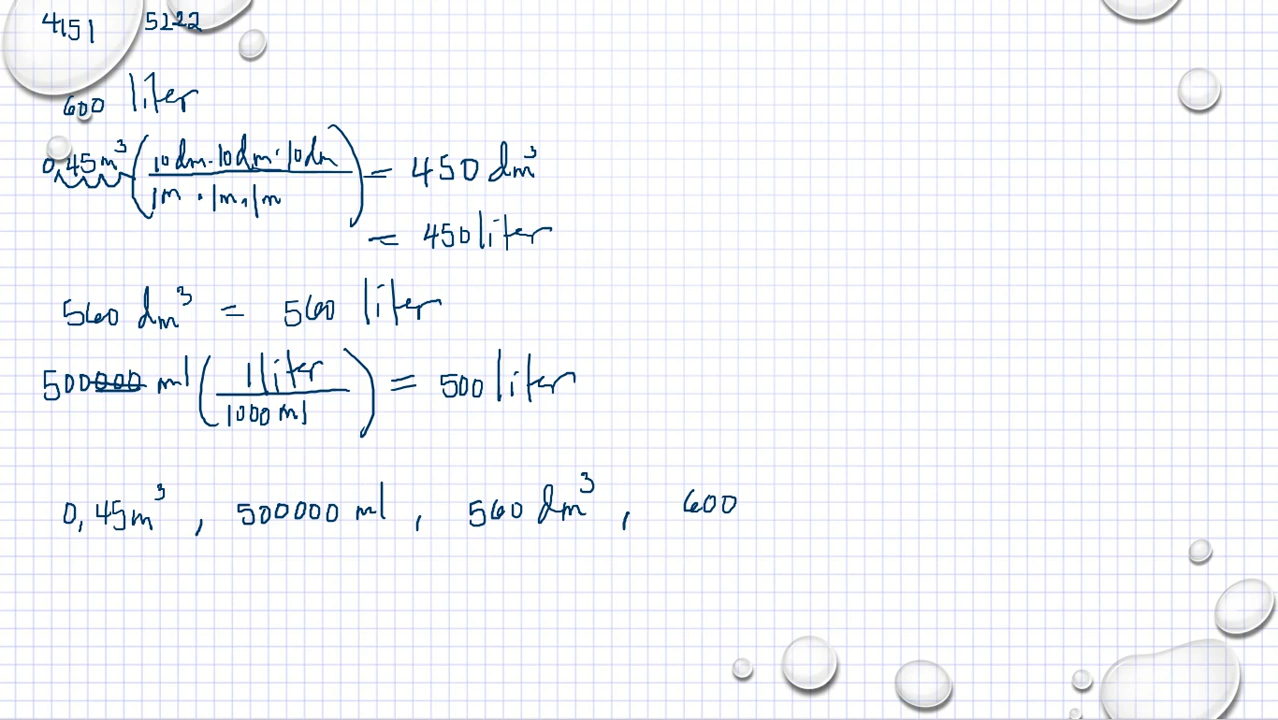 4151 5122
600 liter
0,45m³ (10dm·10dm·10dm / 1m·1m·1m) = 450 dm³
= 450 liter
560 dm³ = 560 liter
500000 ml (1 liter / 1000 ml) = 500 liter
0,45m³, 500000 ml, 560 dm³, 600